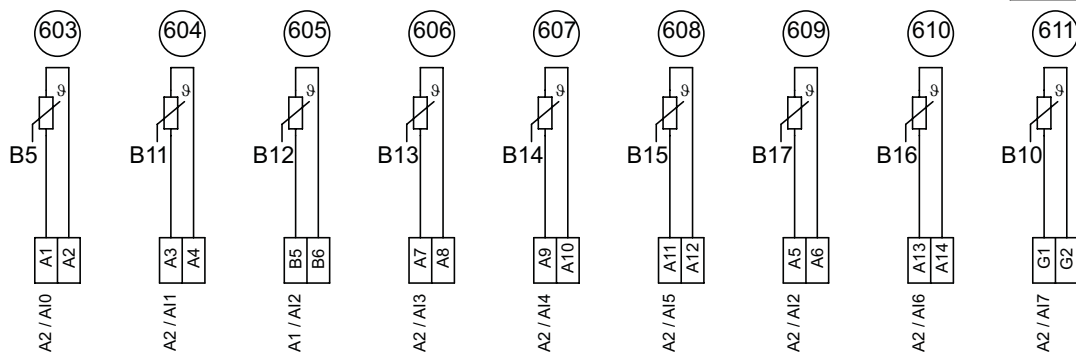 603 604 605 606 607 608 609 610 611
ϑ ϑ ϑ ϑ ϑ ϑ ϑ ϑ ϑ
B5 B11 B12 B13 B14 B15 B17 B16 B10
A1 A2 A3 A4 B5 B6 A7 A8 A9 A10 A11 A12 A5 A6 A13 A14 G1 G2
A2 / AI0 A2 / AI1 A1 / AI2 A2 / AI3 A2 / AI4 A2 / AI5 A2 / AI2 A2 / AI6 A2 / AI7